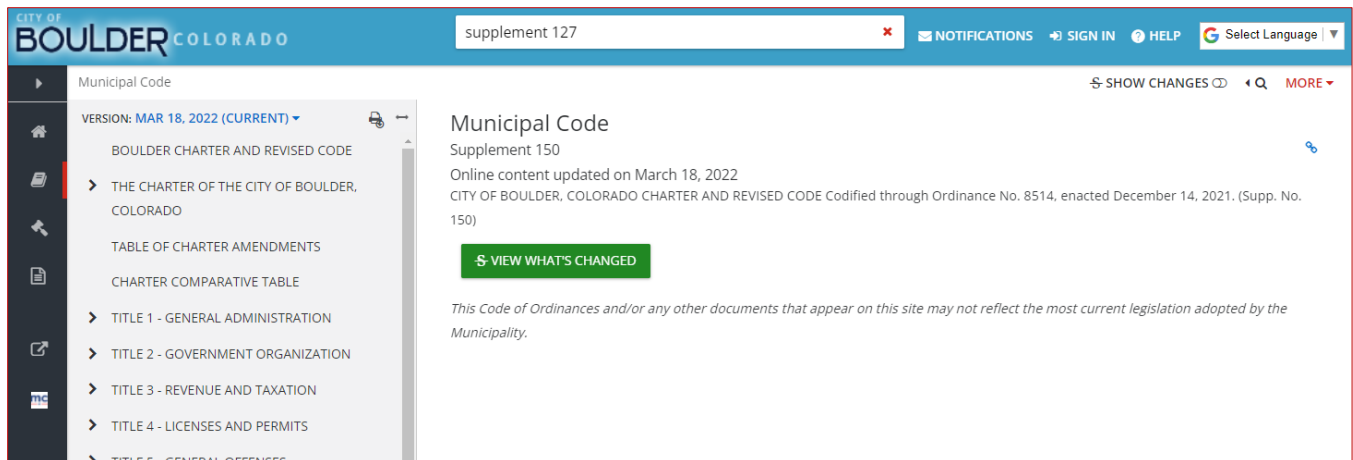 CITY OF
BOULDER COLORADO
supplement 127
NOTIFICATIONS
SIGN IN
HELP
Select Language
Municipal Code
SHOW CHANGES
MORE
VERSION: MAR 18, 2022 (CURRENT)
BOULDER CHARTER AND REVISED CODE
THE CHARTER OF THE CITY OF BOULDER,
COLORADO
TABLE OF CHARTER AMENDMENTS
CHARTER COMPARATIVE TABLE
TITLE 1 - GENERAL ADMINISTRATION
TITLE 2 - GOVERNMENT ORGANIZATION
TITLE 3 - REVENUE AND TAXATION
TITLE 4 - LICENSES AND PERMITS
TITLE 5 - GENERAL OFFENSES
mc
Municipal Code
Supplement 150
Online content updated on March 18, 2022
CITY OF BOULDER, COLORADO CHARTER AND REVISED CODE Codified through Ordinance No. 8514, enacted December 14, 2021. (Supp. No.
150)
VIEW WHAT'S CHANGED
This Code of Ordinances and/or any other documents that appear on this site may not reflect the most current legislation adopted by the
Municipality.